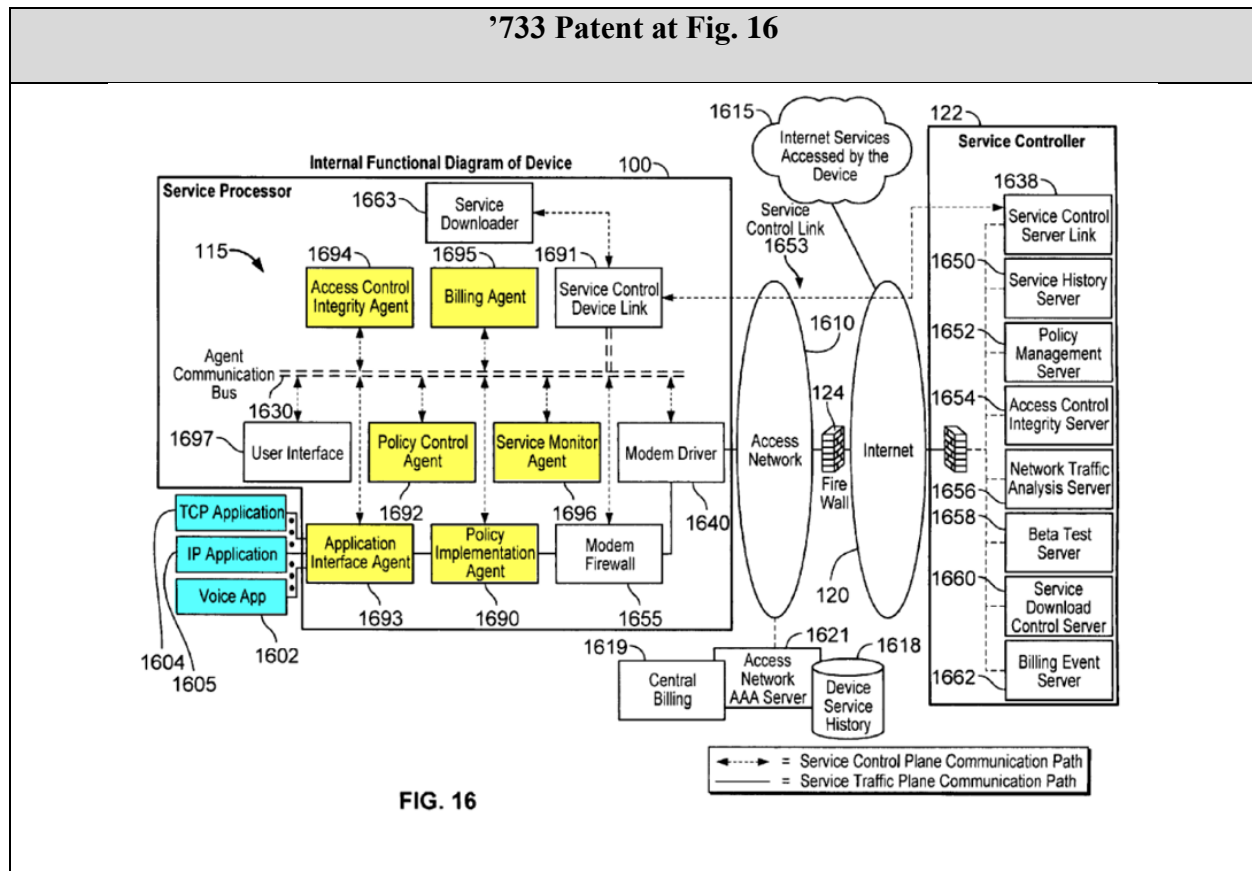 ’733 Patent at Fig. 16
Internal Functional Diagram of Device
100
Service Processor
115
1663
Service
Downloader
1694
Access Control
Integrity Agent
1695
Billing Agent
1691
Service Control
Device Link
Agent
Communication
Bus
1630
1697
User Interface
Policy Control
Agent
1692
Service Monitor
Agent
1696
Modem Driver
1640
TCP Application
IP Application
Voice App
1604
1605
1602
Application
Interface Agent
1693
Policy
Implementation
Agent
1690
Modem
Firewall
1655
1615
Internet Services
Accessed by the
Device
Service
Control Link
1653
1610
Access
Network
124
Fire
Wall
Internet
120
1619
Central
Billing
1621
Access
Network
AAA Server
1618
Device
Service
History
122
Service Controller
1638
Service Control
Server Link
1650
Service History
Server
1652
Policy
Management
Server
1654
Access Control
Integrity Server
1656
Network Traffic
Analysis Server
1658
Beta Test
Server
1660
Service
Download
Control Server
1662
Billing Event
Server
= Service Control Plane Communication Path
= Service Traffic Plane Communication Path
FIG. 16